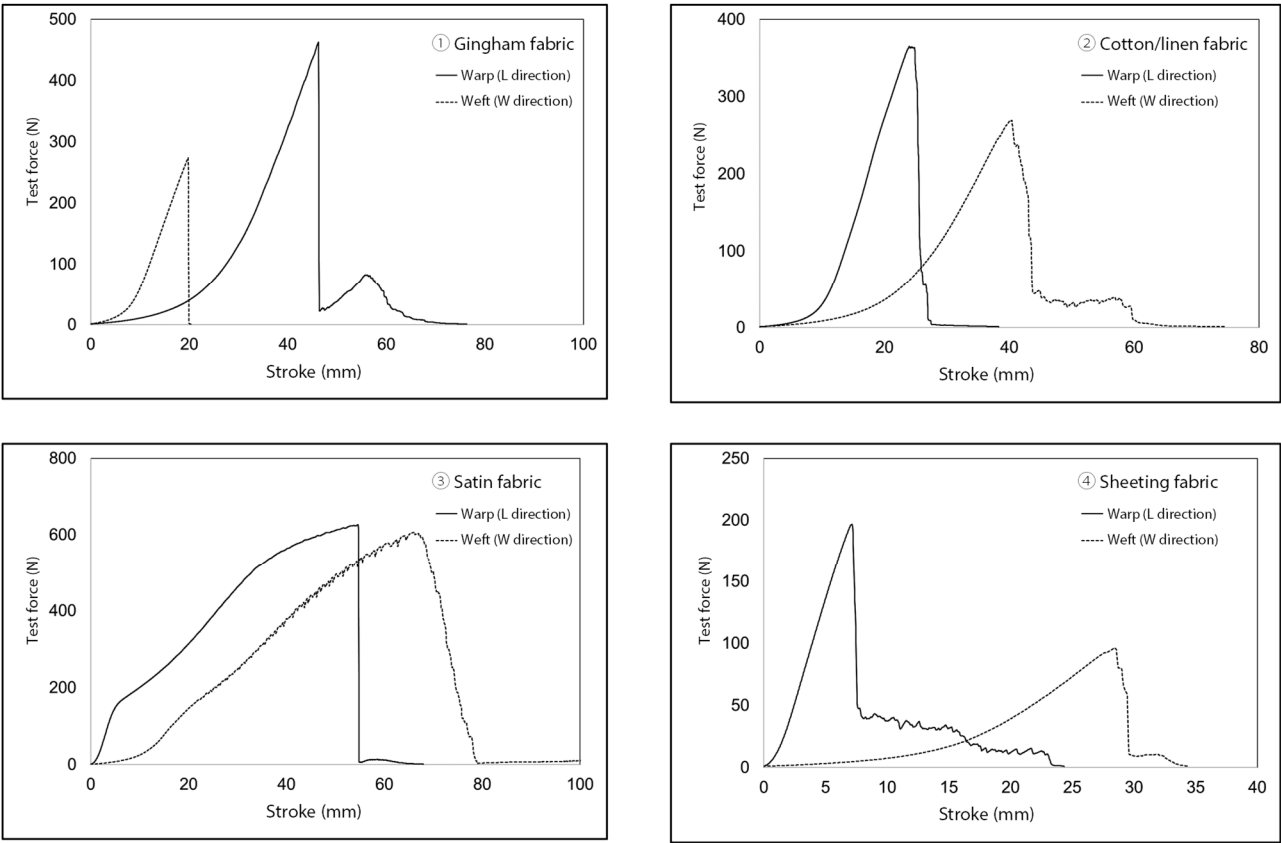 ① Gingham fabric
Warp (L direction)
Weft (W direction)
500
400
300
200
100
0
Test force (N)
0 20 40 60 80 100
Stroke (mm)
② Cotton/linen fabric
Warp (L direction)
Weft (W direction)
400
300
200
100
0
Test force (N)
0 20 40 60 80
Stroke (mm)
③ Satin fabric
Warp (L direction)
Weft (W direction)
800
600
400
200
0
Test force (N)
0 20 40 60 80 100
Stroke (mm)
④ Sheeting fabric
Warp (L direction)
Weft (W direction)
250
200
150
100
50
0
Test force (N)
0 5 10 15 20 25 30 35 40
Stroke (mm)